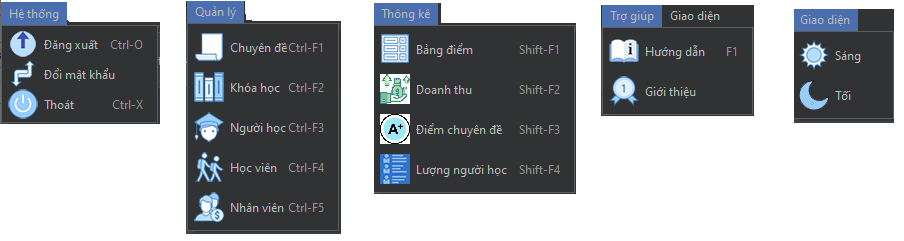 Hệ thống
Đăng xuất Ctrl-O
Đổi mật khẩu
Thoát Ctrl-X
Quản lý
Chuyên đề Ctrl-F1
Khóa học Ctrl-F2
Người học Ctrl-F3
Học viên Ctrl-F4
Nhân viên Ctrl-F5
Thông kê
Bảng điểm Shift-F1
Doanh thu Shift-F2
A+
Điểm chuyên đề Shift-F3
Lượng người học Shift-F4
Trợ giúp Giao diện
Hướng dẫn F1
1
Giới thiệu
Giao diện
Sáng
Tối